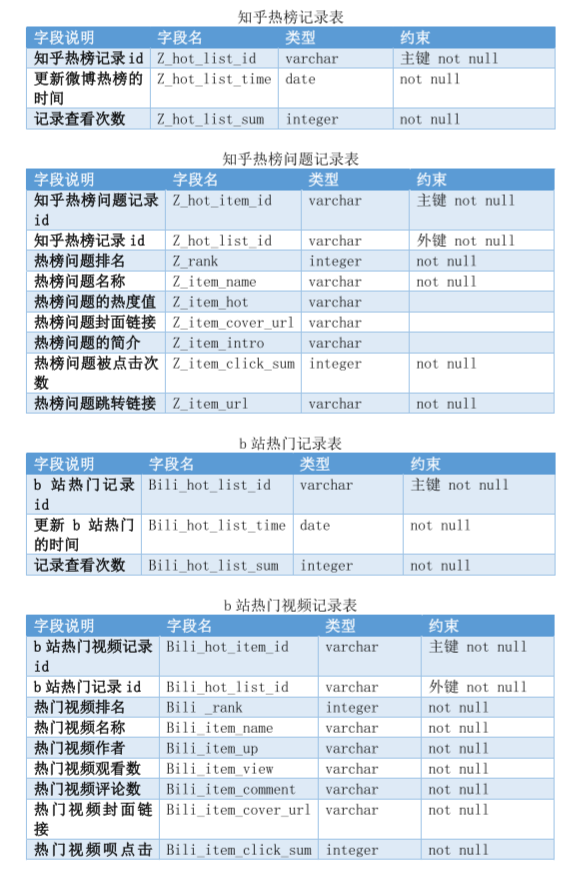 知乎热榜记录表
字段说明 字段名 类型 约束
知乎热榜记录id Z_hot_list_id varchar 主键 not null
更新微博热榜的 Z_hot_list_time date not null
时间
记录查看次数 Z_hot_list_sum integer not null
知乎热榜问题记录表
字段说明 字段名 类型 约束
知乎热榜问题记录 Z_hot_item_id varchar 主键 not null
id
知乎热榜记录 id Z_hot_list_id varchar 外键 not null
热榜问题排名 Z_rank integer not null
热榜问题名称 Z_item_name varchar not null
热榜问题的热度值 Z_item_hot varchar
热榜问题封面链接 Z_item_cover_url varchar
热榜问题的简介 Z_item_intro varchar
热榜问题被点击次 Z_item_click_sum integer not null
数
热榜问题跳转链接 Z_item_url varchar not null
b 站热门记录表
字段说明 字段名 类型 约束
b 站热门记录 Bili_hot_list_id varchar 主键 not null
id
更新 b 站热门 Bili_hot_list_time date not null
的时间
记录查看次数 Bili_hot_list_sum integer not null
b 站热门视频记录表
字段说明 字段名 类型 约束
b 站热门视频记录 Bili_hot_item_id varchar 主键 not null
id
b 站热门记录 id Bili_hot_list_id varchar 外键 not null
热门视频排名 Bili _rank integer not null
热门视频名称 Bili_item_name varchar not null
热门视频作者 Bili_item_up varchar not null
热门视频观看数 Bili_item_view varchar not null
热门视频评论数 Bili_item_comment varchar not null
热门视频封面链 Bili_item_cover_url varchar not null
接
热门视频呗点击 Bili_item_click_sum integer not null